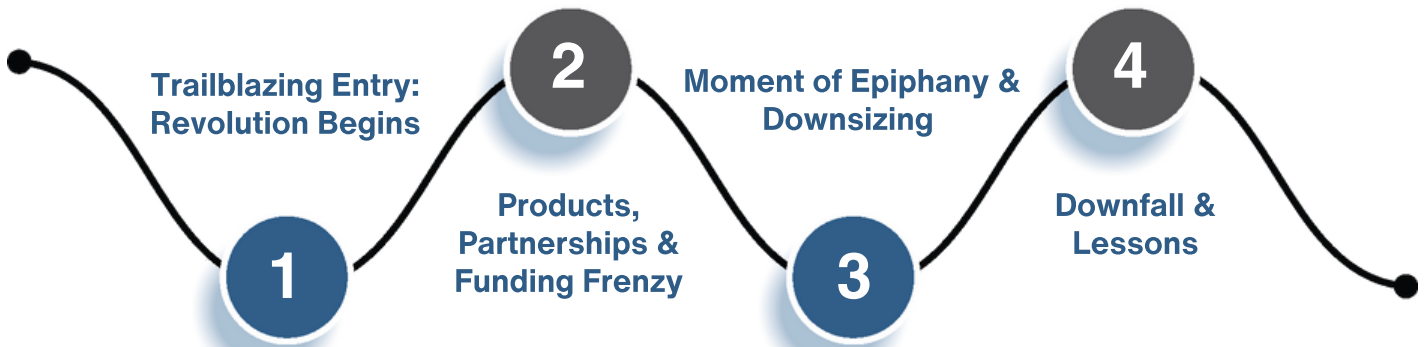 1
Trailblazing Entry:
Revolution Begins
2
Products,
Partnerships &
Funding Frenzy
3
Moment of Epiphany &
Downsizing
4
Downfall &
Lessons